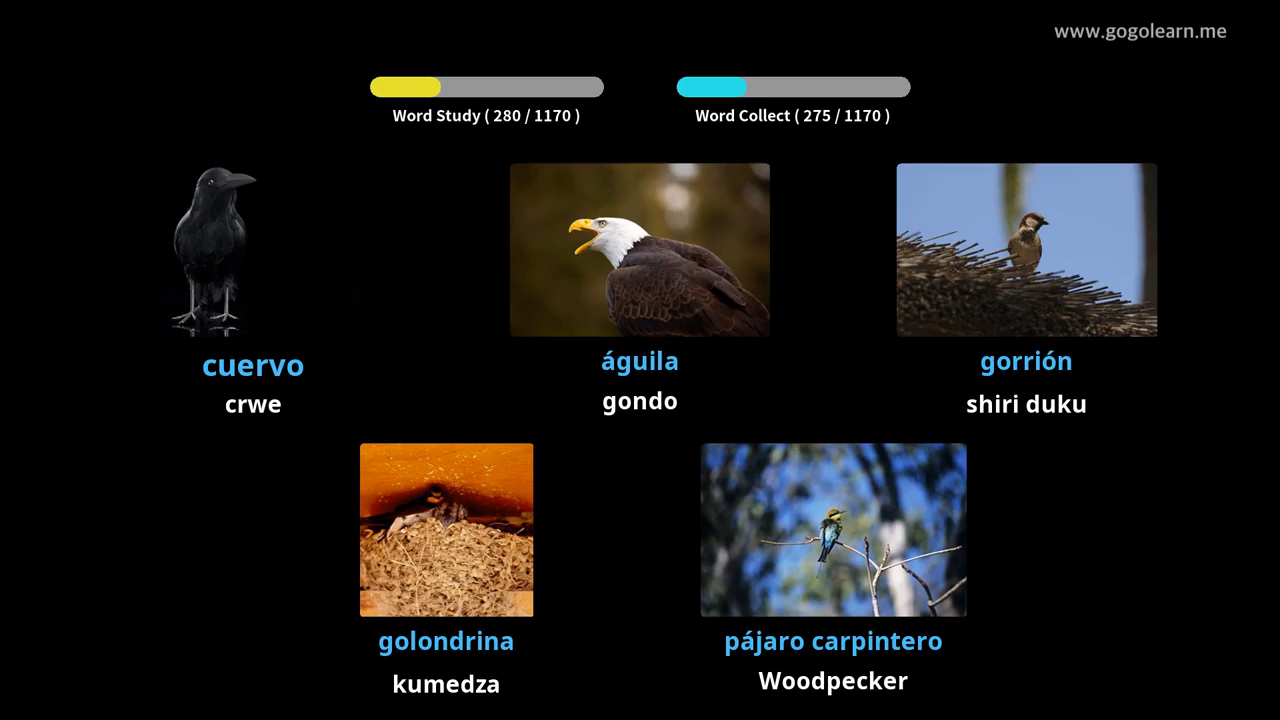 www.gogolearn.me
Word Study ( 280 / 1170 )
Word Collect ( 275 / 1170 )
cuervo
crwe
águila
gondo
gorrión
shiri duku
golondrina
kumedza
pájaro carpintero
Woodpecker